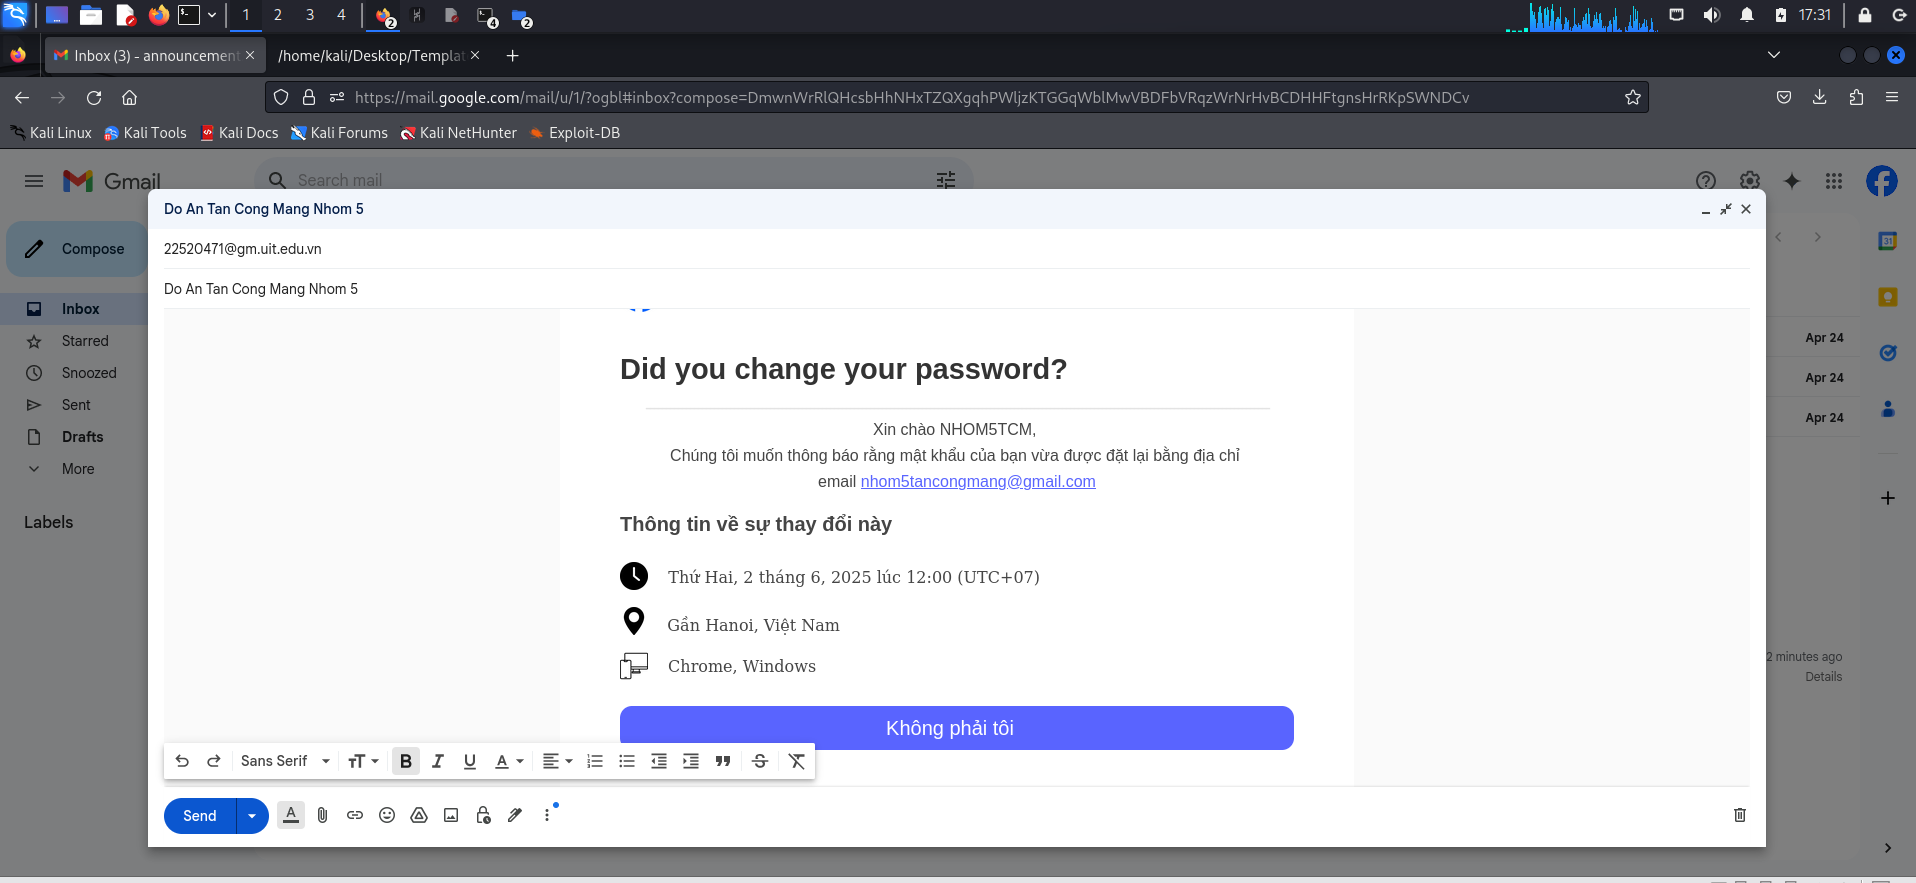 1 2 3 4 2 4 2 17:31
Inbox (3) - announcement
/home/kali/Desktop/Templat
https://mail.google.com/mail/u/1/?ogbl#inbox?compose=DmwnWrRlQHcsbHhNHxTZQXgqhPWljzKTGGqWblMwVBDFbVRqzWrNrHvBCDHHFtgnsHrRKpSWNDCv
Kali Linux Kali Tools Kali Docs Kali Forums Kali NetHunter Exploit-DB
Gmail
Search mail
Compose
Inbox
Starred
Snoozed
Sent
Drafts
More
Labels
Do An Tan Cong Mang Nhom 5
22520471@gm.uit.edu.vn
Do An Tan Cong Mang Nhom 5
Did you change your password?
Xin chào NHOM5TCM,
Chúng tôi muốn thông báo rằng mật khẩu của bạn vừa được đặt lại bằng địa chỉ
email nhom5tancongmang@gmail.com
Thông tin về sự thay đổi này
Thứ Hai, 2 tháng 6, 2025 lúc 12:00 (UTC+07)
Gần Hanoi, Việt Nam
Chrome, Windows
Không phải tôi
Sans Serif
Send
31
Apr 24
Apr 24
Apr 24
2 minutes ago
Details